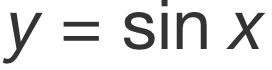 y = sin x